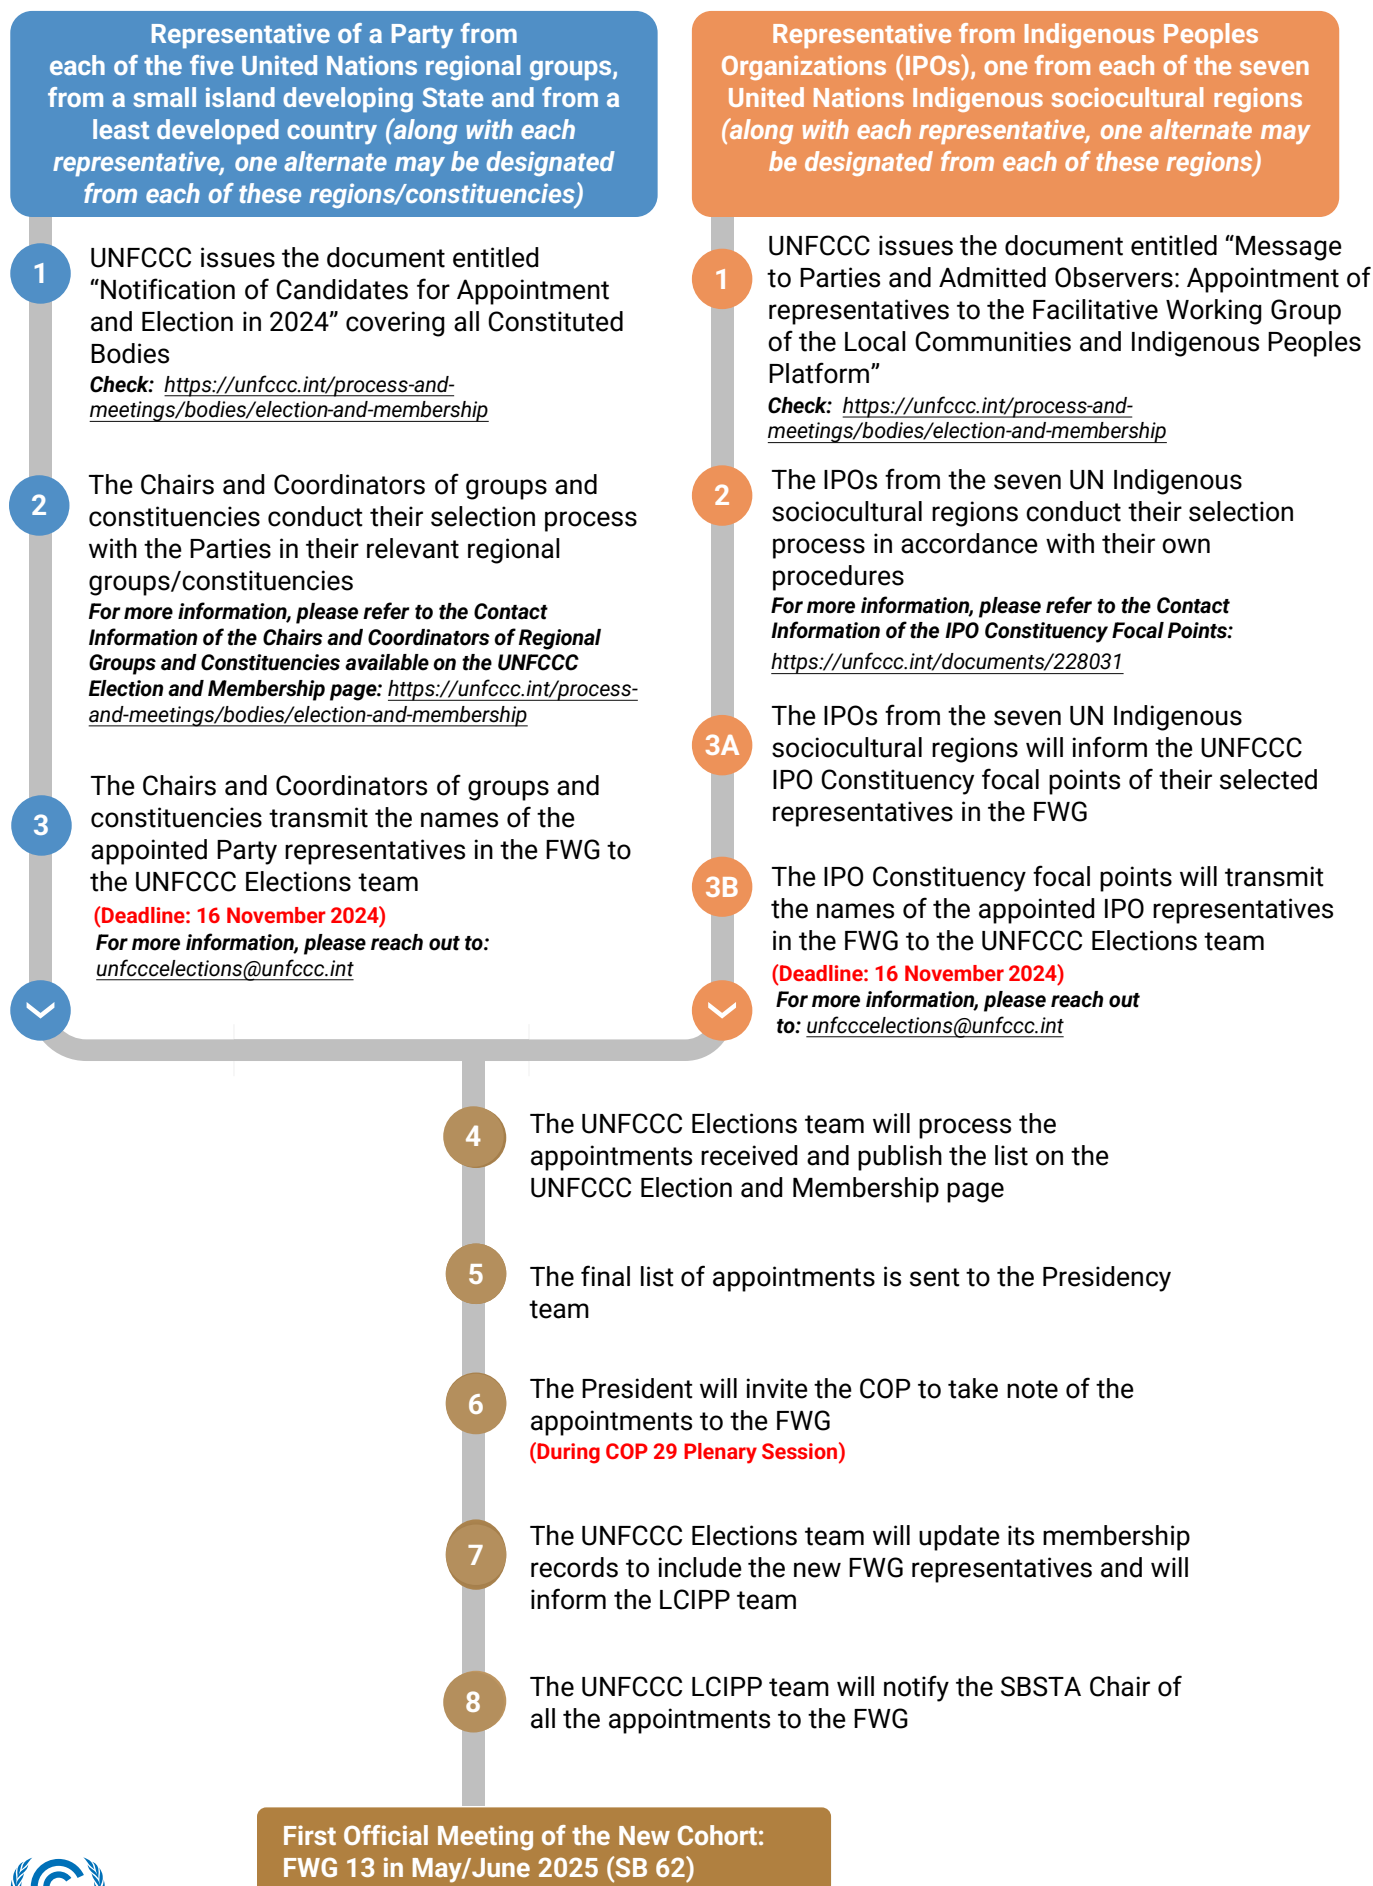 Representative of a Party from
each of the five United Nations regional groups,
from a small island developing State and from a
least developed country (along with each
representative, one alternate may be designated
from each of these regions/constituencies)
1
UNFCCC issues the document entitled
“Notification of Candidates for Appointment
and Election in 2024” covering all Constituted
Bodies
Check: https://unfccc.int/process-and-
meetings/bodies/election-and-membership
2
The Chairs and Coordinators of groups and
constituencies conduct their selection process
with the Parties in their relevant regional
groups/constituencies
For more information, please refer to the Contact
Information of the Chairs and Coordinators of Regional
Groups and Constituencies available on the UNFCCC
Election and Membership page: https://unfccc.int/process-
and-meetings/bodies/election-and-membership
3
The Chairs and Coordinators of groups and
constituencies transmit the names of the
appointed Party representatives in the FWG to
the UNFCCC Elections team
(Deadline: 16 November 2024)
For more information, please reach out to:
unfcccelections@unfccc.int
Representative from Indigenous Peoples
Organizations (IPOs), one from each of the seven
United Nations Indigenous sociocultural regions
(along with each representative, one alternate may
be designated from each of these regions)
1
UNFCCC issues the document entitled “Message
to Parties and Admitted Observers: Appointment of
representatives to the Facilitative Working Group
of the Local Communities and Indigenous Peoples
Platform”
Check: https://unfccc.int/process-and-
meetings/bodies/election-and-membership
2
The IPOs from the seven UN Indigenous
sociocultural regions conduct their selection
process in accordance with their own
procedures
For more information, please refer to the Contact
Information of the IPO Constituency Focal Points:
https://unfccc.int/documents/228031
3A
The IPOs from the seven UN Indigenous
sociocultural regions will inform the UNFCCC
IPO Constituency focal points of their selected
representatives in the FWG
3B
The IPO Constituency focal points will transmit
the names of the appointed IPO representatives
in the FWG to the UNFCCC Elections team
(Deadline: 16 November 2024)
For more information, please reach out
to: unfcccelections@unfccc.int
4
The UNFCCC Elections team will process the
appointments received and publish the list on the
UNFCCC Election and Membership page
5
The final list of appointments is sent to the Presidency
team
6
The President will invite the COP to take note of the
appointments to the FWG
(During COP 29 Plenary Session)
7
The UNFCCC Elections team will update its membership
records to include the new FWG representatives and will
inform the LCIPP team
8
The UNFCCC LCIPP team will notify the SBSTA Chair of
all the appointments to the FWG
First Official Meeting of the New Cohort:
FWG 13 in May/June 2025 (SB 62)